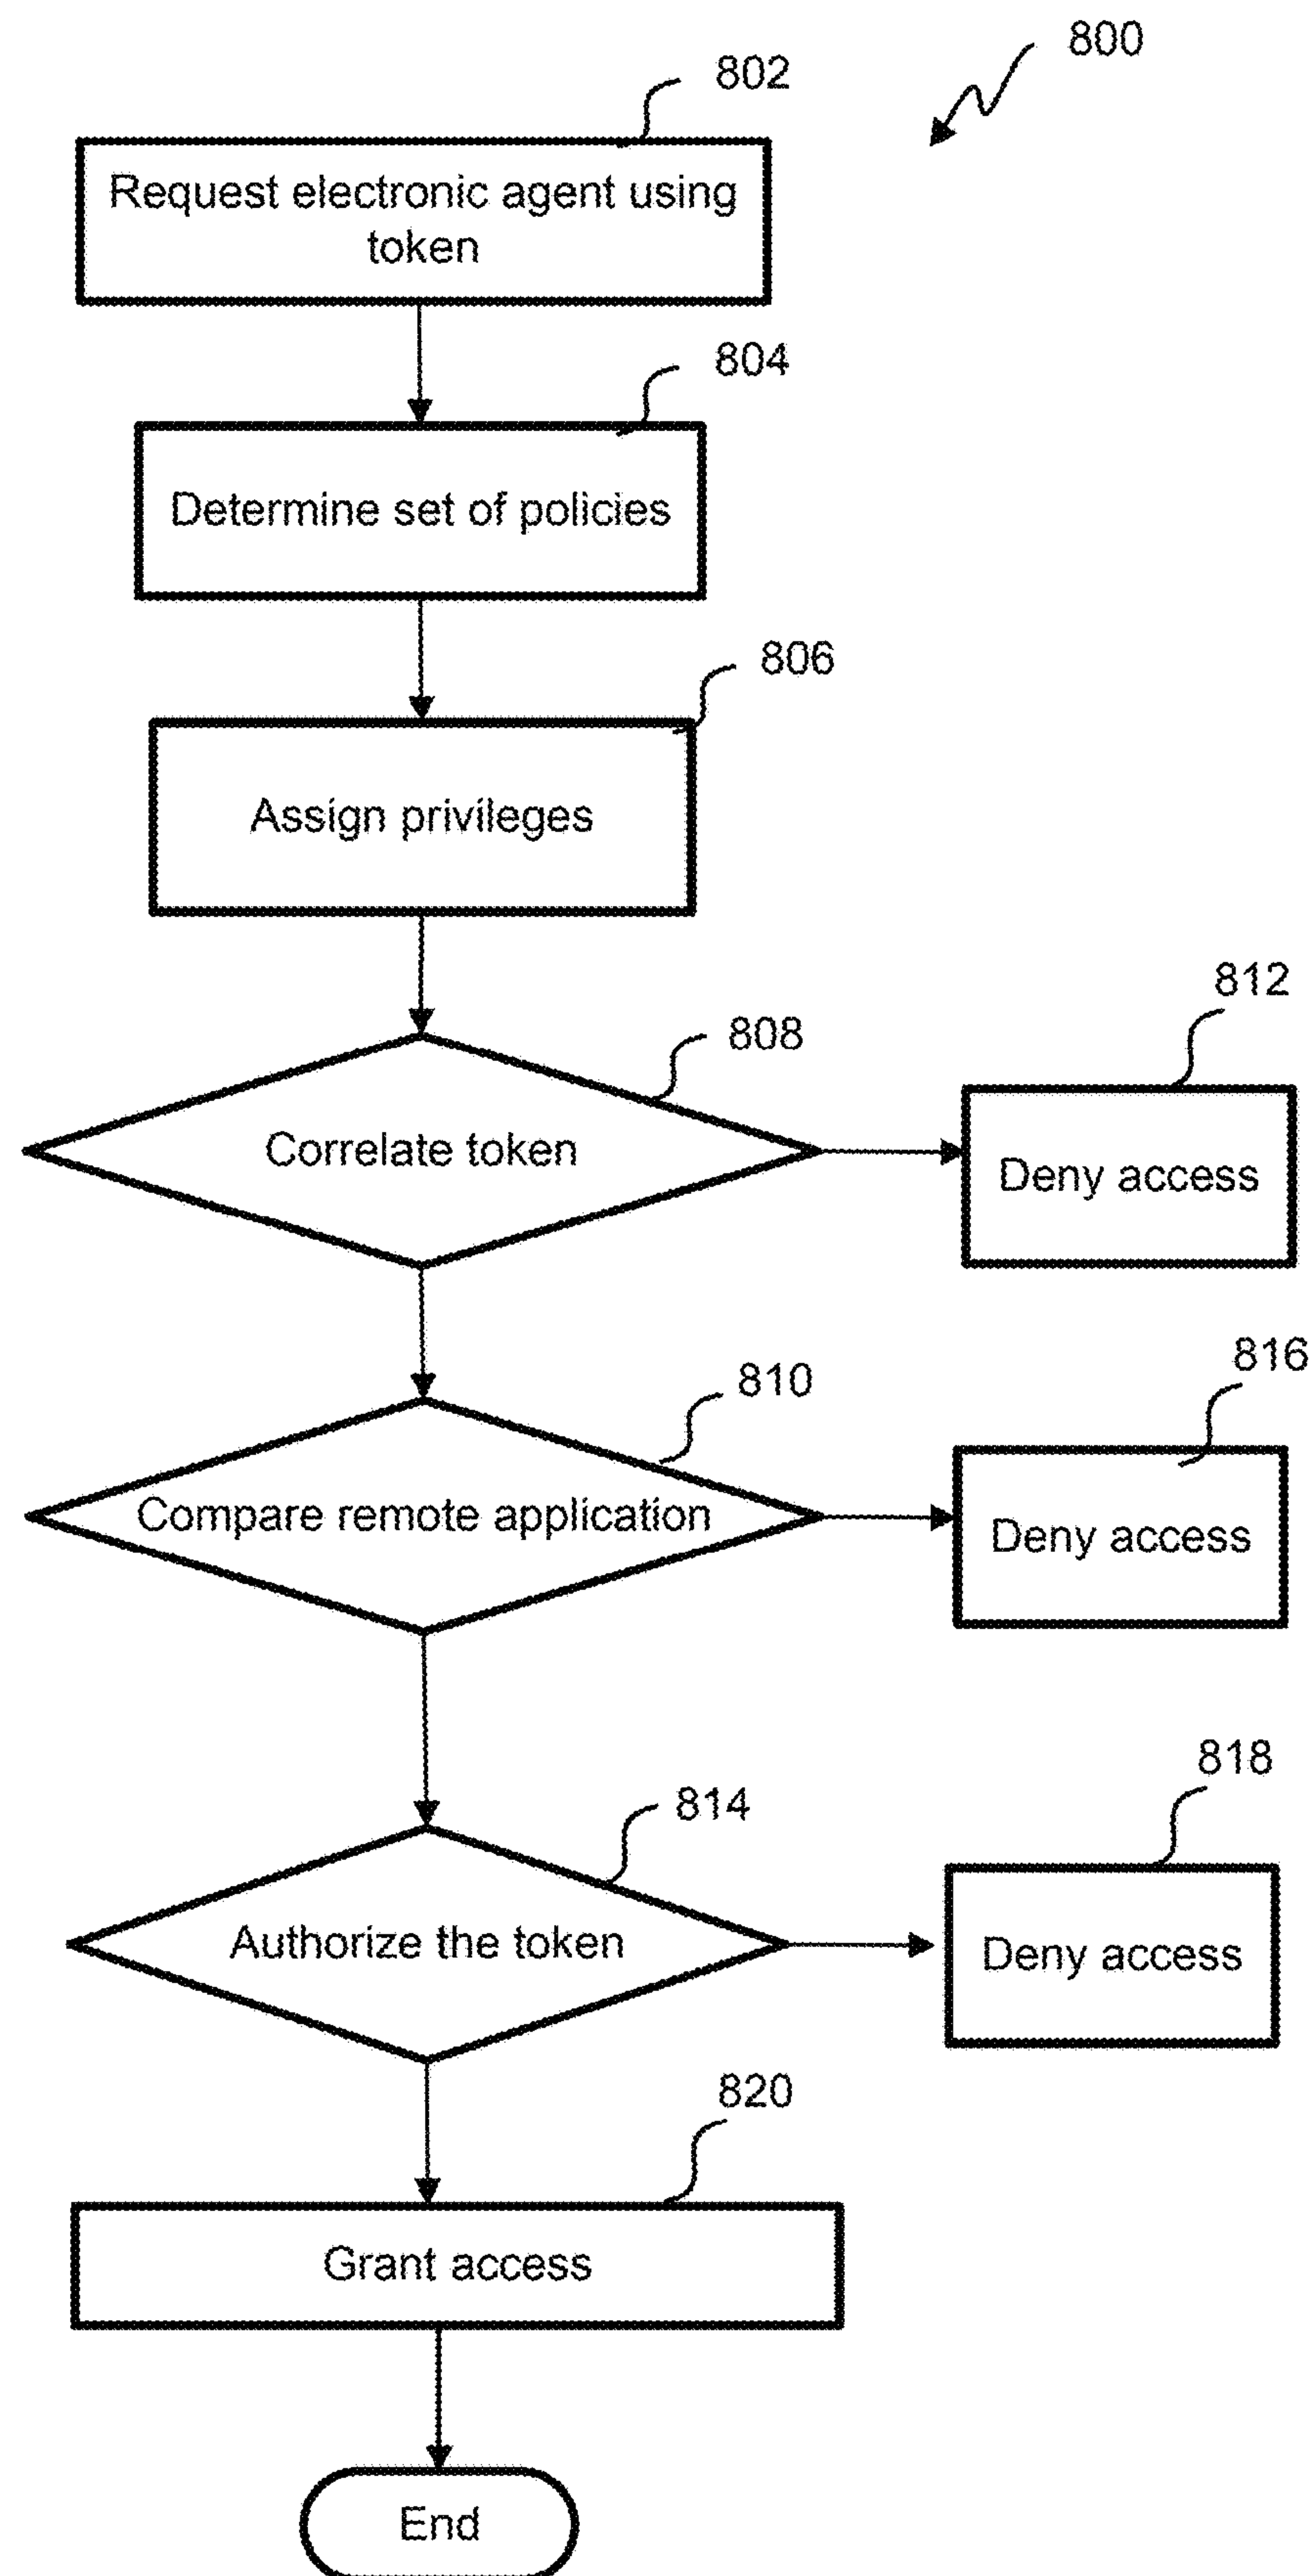 800
802
Request electronic agent using
token
804
Determine set of policies
806
Assign privileges
808
Correlate token
812
Deny access
810
Compare remote application
816
Deny access
814
Authorize the token
818
Deny access
820
Grant access
End